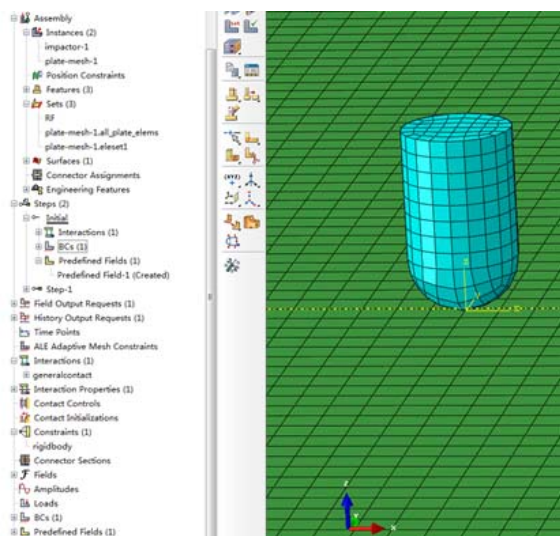 Assembly
Instances (2)
impactor-1
plate-mesh-1
Position Constraints
Features (3)
Sets (3)
RF
plate-mesh-1.all_plate_elems
plate-mesh-1.eleset1
Surfaces (1)
Connector Assignments
Engineering Features
Steps (2)
Initial
Interactions (1)
BCs (1)
Predefined Fields (1)
Predefined Field-1 (Created)
Step-1
Field Output Requests (1)
History Output Requests (1)
Time Points
ALE Adaptive Mesh Constraints
Interactions (1)
generalcontact
Interaction Properties (1)
Contact Controls
Contact Initializations
Constraints (1)
rigidbody
Connector Sections
Fields
Amplitudes
Loads
BCs (1)
Predefined Fields (1)
(XYZ)
Z
Y
X